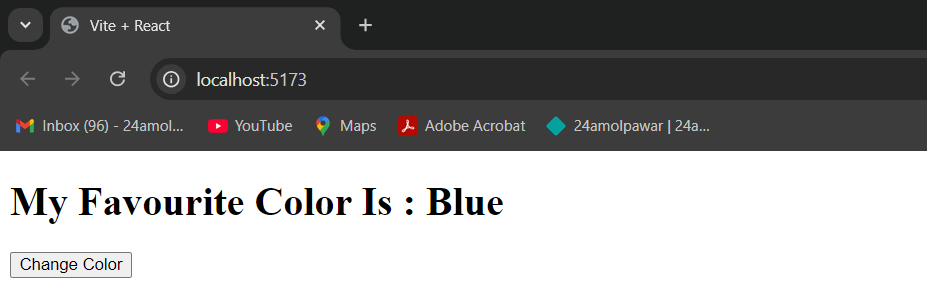 Vite + React
localhost:5173
Inbox (96) - 24amol... YouTube Maps Adobe Acrobat 24amolpawar | 24a...
My Favourite Color Is : Blue
Change Color